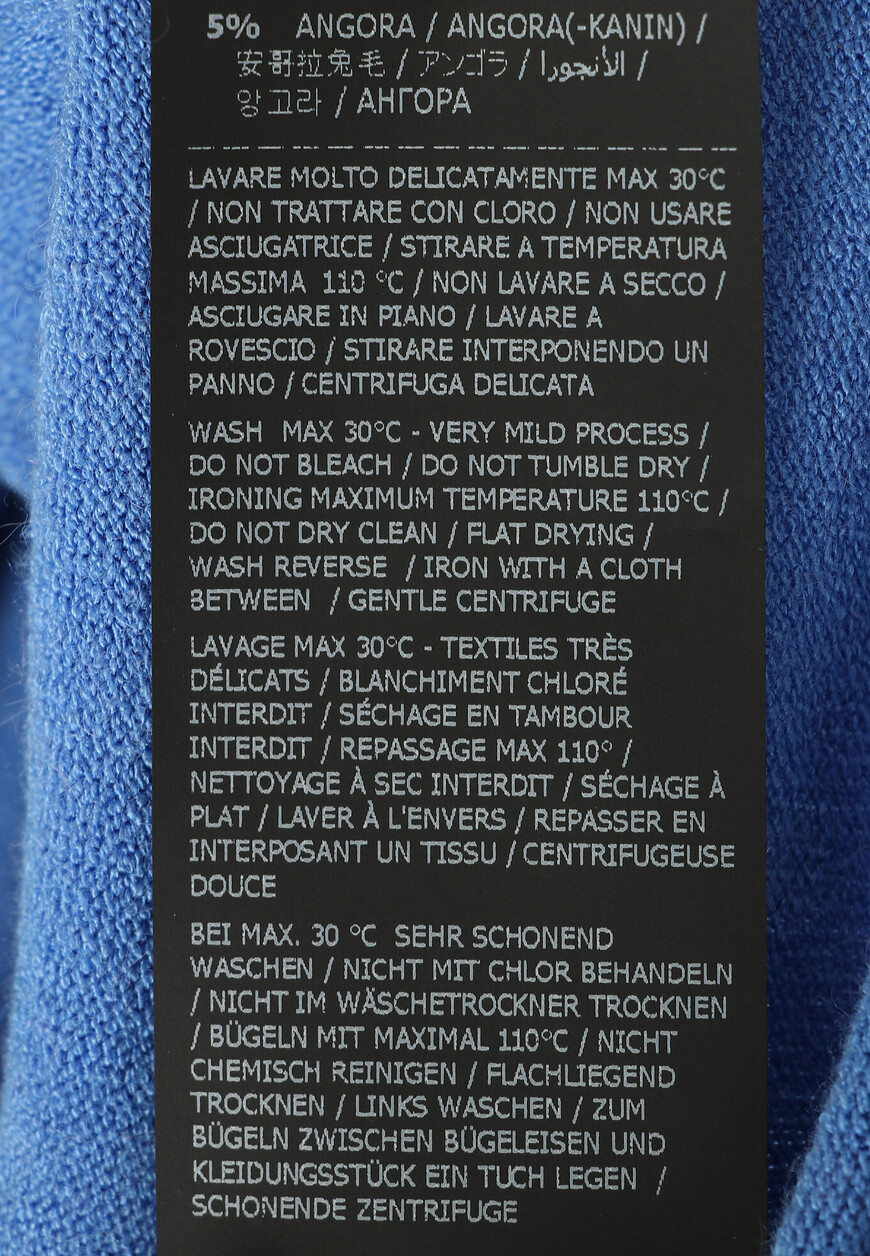 5% ANGORA / ANGORA(-KANIN) /
安哥拉兔毛 / アンゴラ / الأنجورا /
앙고라 / АНГОРА
LAVARE MOLTO DELICATAMENTE MAX 30°C
/ NON TRATTARE CON CLORO / NON USARE
ASCIUGATRICE / STIRARE A TEMPERATURA
MASSIMA 110 °C / NON LAVARE A SECCO /
ASCIUGARE IN PIANO / LAVARE A
ROVESCIO / STIRARE INTERPONENDO UN
PANNO / CENTRIFUGA DELICATA
WASH MAX 30°C - VERY MILD PROCESS /
DO NOT BLEACH / DO NOT TUMBLE DRY /
IRONING MAXIMUM TEMPERATURE 110°C /
DO NOT DRY CLEAN / FLAT DRYING /
WASH REVERSE / IRON WITH A CLOTH
BETWEEN / GENTLE CENTRIFUGE
LAVAGE MAX 30°C - TEXTILES TRÈS
DÉLICATS / BLANCHIMENT CHLORÉ
INTERDIT / SÉCHAGE EN TAMBOUR
INTERDIT / REPASSAGE MAX 110° /
NETTOYAGE À SEC INTERDIT / SÉCHAGE À
PLAT / LAVER À L'ENVERS / REPASSER EN
INTERPOSANT UN TISSU / CENTRIFUGEUSE
DOUCE
BEI MAX. 30 °C SEHR SCHONEND
WASCHEN / NICHT MIT CHLOR BEHANDELN
/ NICHT IM WÄSCHETROCKNER TROCKNEN
/ BÜGELN MIT MAXIMAL 110°C / NICHT
CHEMISCH REINIGEN / FLACHLIEGEND
TROCKNEN / LINKS WASCHEN / ZUM
BÜGELN ZWISCHEN BÜGELEISEN UND
KLEIDUNGSSTÜCK EIN TUCH LEGEN /
SCHONENDE ZENTRIFUGE